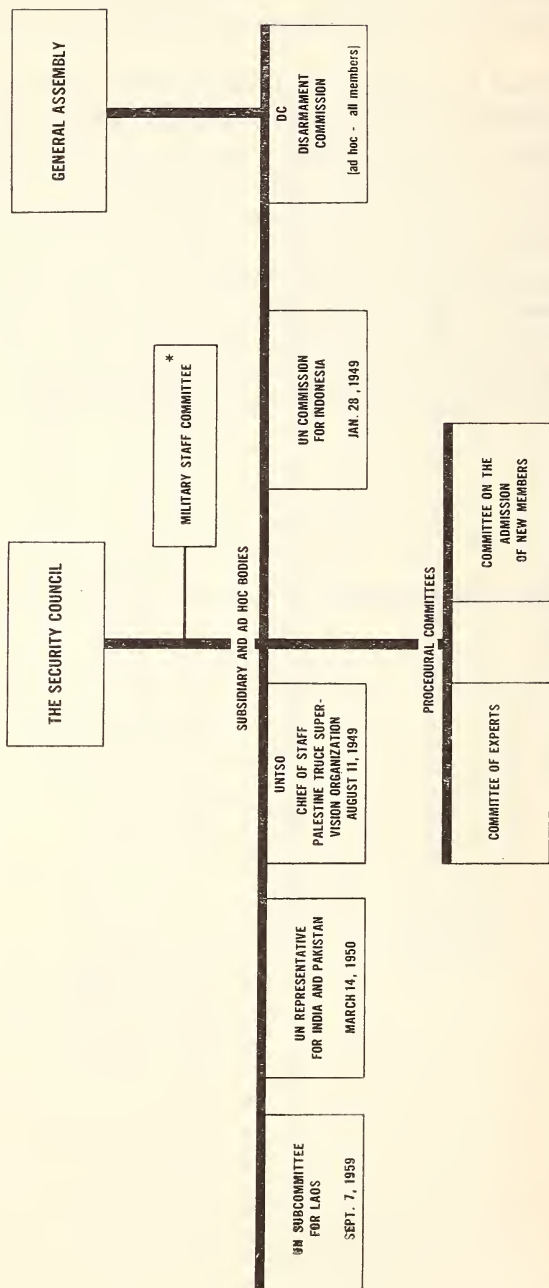 THE SECURITY COUNCIL
GENERAL ASSEMBLY
MILITARY STAFF COMMITTEE *
SUBSIDIARY AND AD HOC BODIES
UN SUBCOMMITTEE
FOR LAOS
SEPT. 7, 1959
UN REPRESENTATIVE
FOR INDIA AND PAKISTAN
MARCH 14, 1950
UNTSO
CHIEF OF STAFF
PALESTINE TRUCE SUPER-
VISION ORGANIZATION
AUGUST 11, 1949
UN COMMISSION
FOR INDONESIA
JAN. 28, 1949
DC
DISARMAMENT
COMMISSION
[ad hoc - all members]
PROCEOURAL COMMITTEES
COMMITTEE OF EXPERTS
COMMITTEE ON THE
ADMISSION
OF NEW MEMBERS